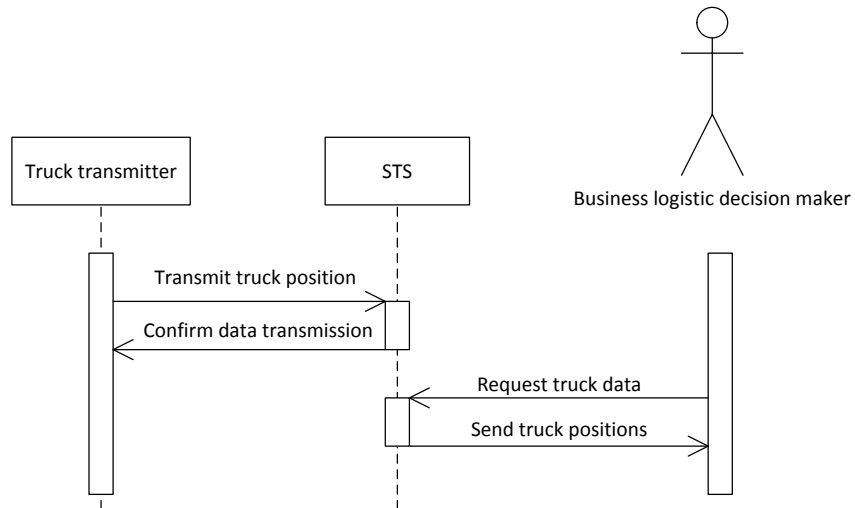 Truck transmitter
STS
Business logistic decision maker
Transmit truck position
Confirm data transmission
Request truck data
Send truck positions